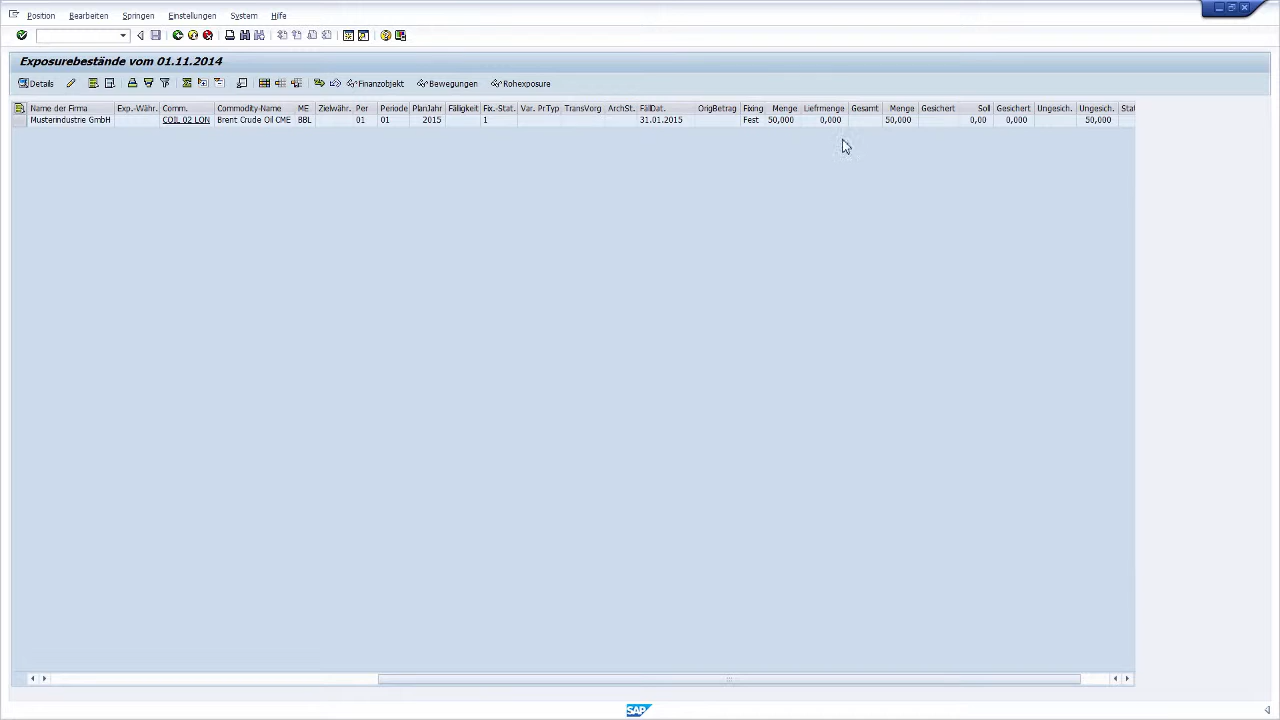 Position Bearbeiten Springen Einstellungen System Hilfe
Exposurebestände vom 01.11.2014
Details Finanzobjekt Bewegungen Rohexposure
Name der Firma Exp.-Währ. Comm. Commodity-Name ME Zielwähr. Per Periode PlanJahr Fälligkeit Fix.-Stat. Var. PrTyp TransVorg ArchSt. FällDat. OrigBetrag Fixing Menge Liefrmenge Gesamt Menge Gesichert Soll Gesichert Ungesich. Ungesich. Stat
Musterindustrie GmbH COIL 02 LON Brent Crude Oil CME BBL 01 01 2015 1 31.01.2015 Fest 50,000 0,000 50,000 0,00 0,000 50,000
SAP